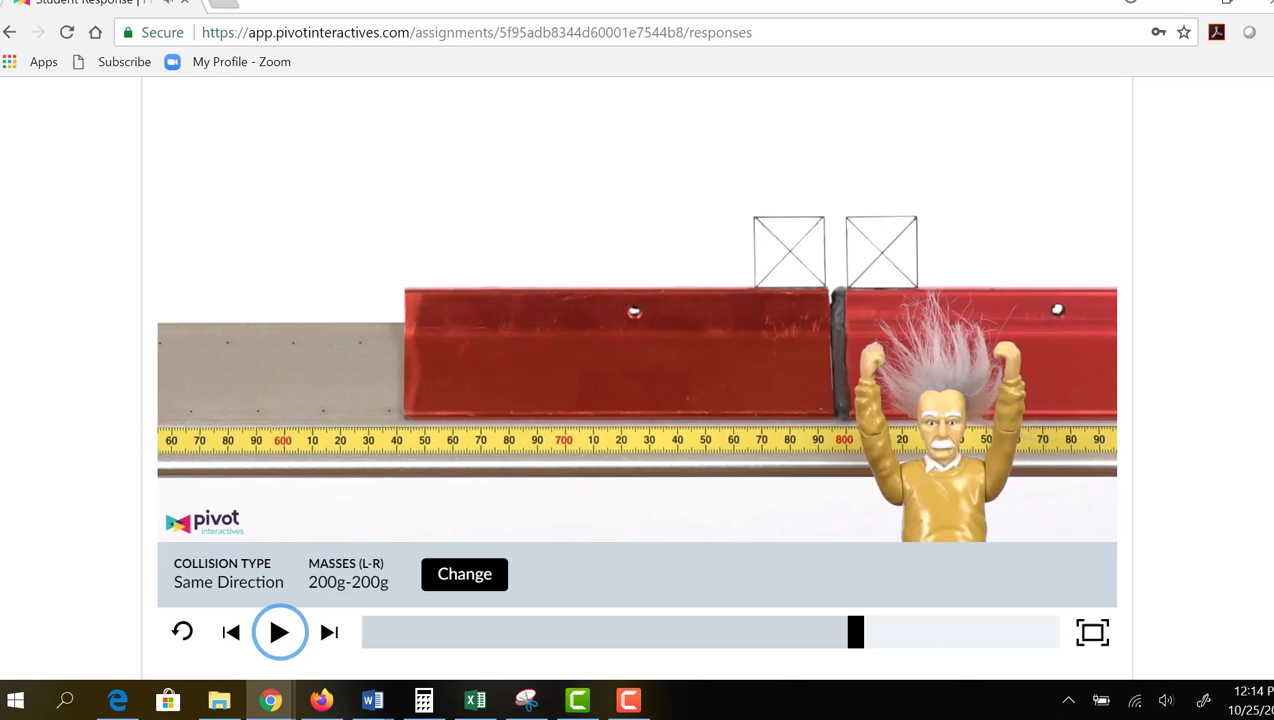 Student Response |
Secure
https://app.pivotinteractives.com/assignments/5f95adb8344d60001e7544b8/responses
Apps
Subscribe
My Profile - Zoom
60 70 80 90 600 10 20 30 40 50 60 70 80 90 700 10 20 30 40 50 60 70 80 90 800 20 50 70 80 90
pivot
interactives
COLLISION TYPE
Same Direction
MASSES (L-R)
200g-200g
Change
12:14 P
10/25/20